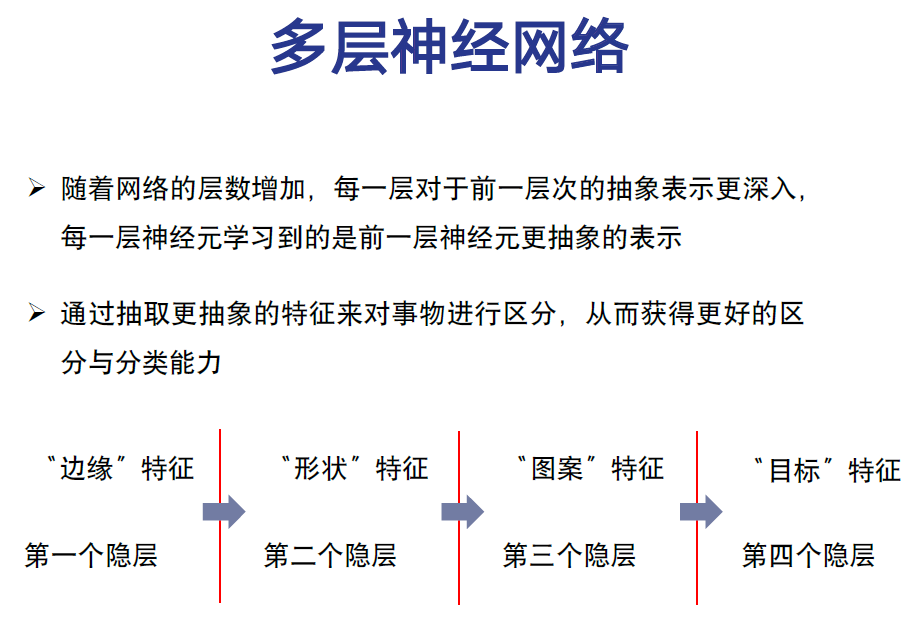 多层神经网络
➢ 随着网络的层数增加，每一层对于前一层次的抽象表示更深入，
每一层神经元学习到的是前一层神经元更抽象的表示
➢ 通过抽取更抽象的特征来对事物进行区分，从而获得更好的区
分与分类能力
“边缘”特征 “形状”特征 “图案”特征 “目标”特征
第一个隐层 第二个隐层 第三个隐层 第四个隐层